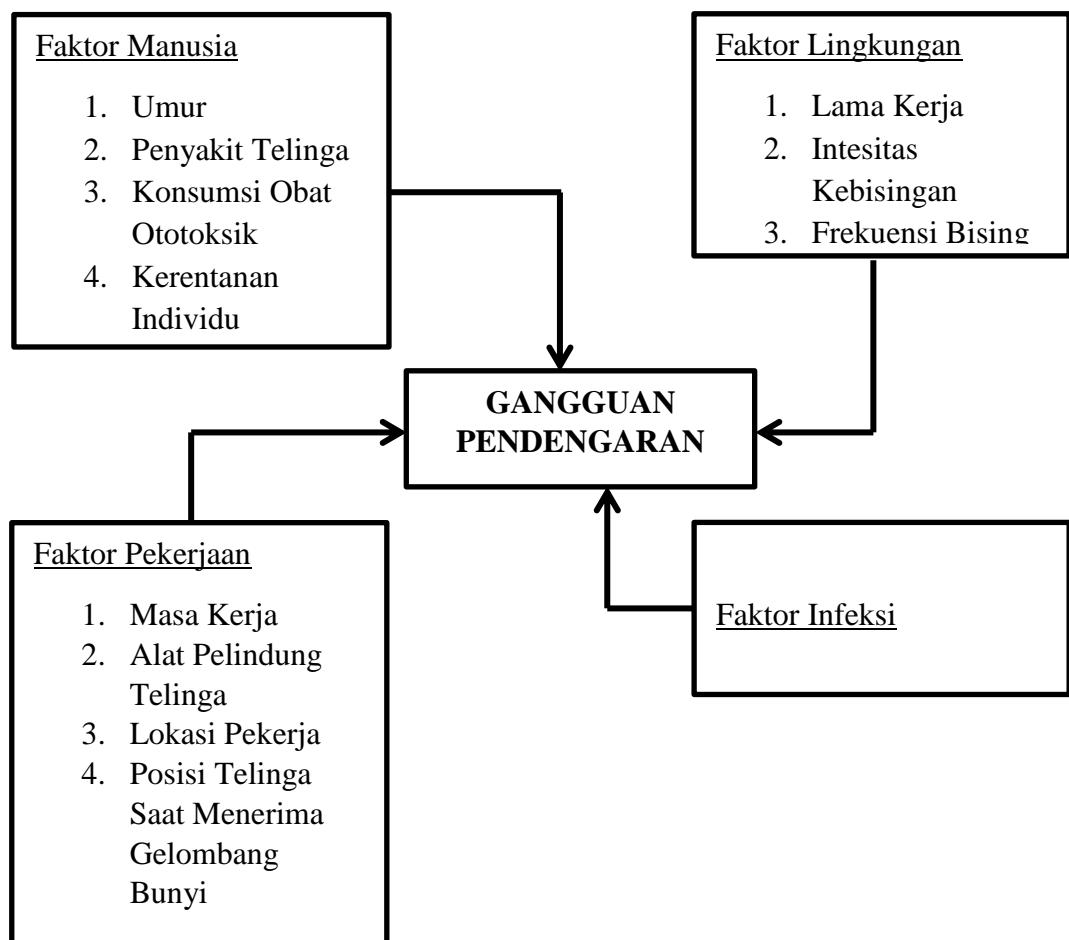 Faktor Manusia
1. Umur
2. Penyakit Telinga
3. Konsumsi Obat
Ototoksik
4. Kerentanan
Individu
Faktor Lingkungan
1. Lama Kerja
2. Intesitas
Kebisingan
3. Frekuensi Bising
GANGGUAN
PENDENGARAN
Faktor Pekerjaan
1. Masa Kerja
2. Alat Pelindung
Telinga
3. Lokasi Pekerja
4. Posisi Telinga
Saat Menerima
Gelombang
Bunyi
Faktor Infeksi